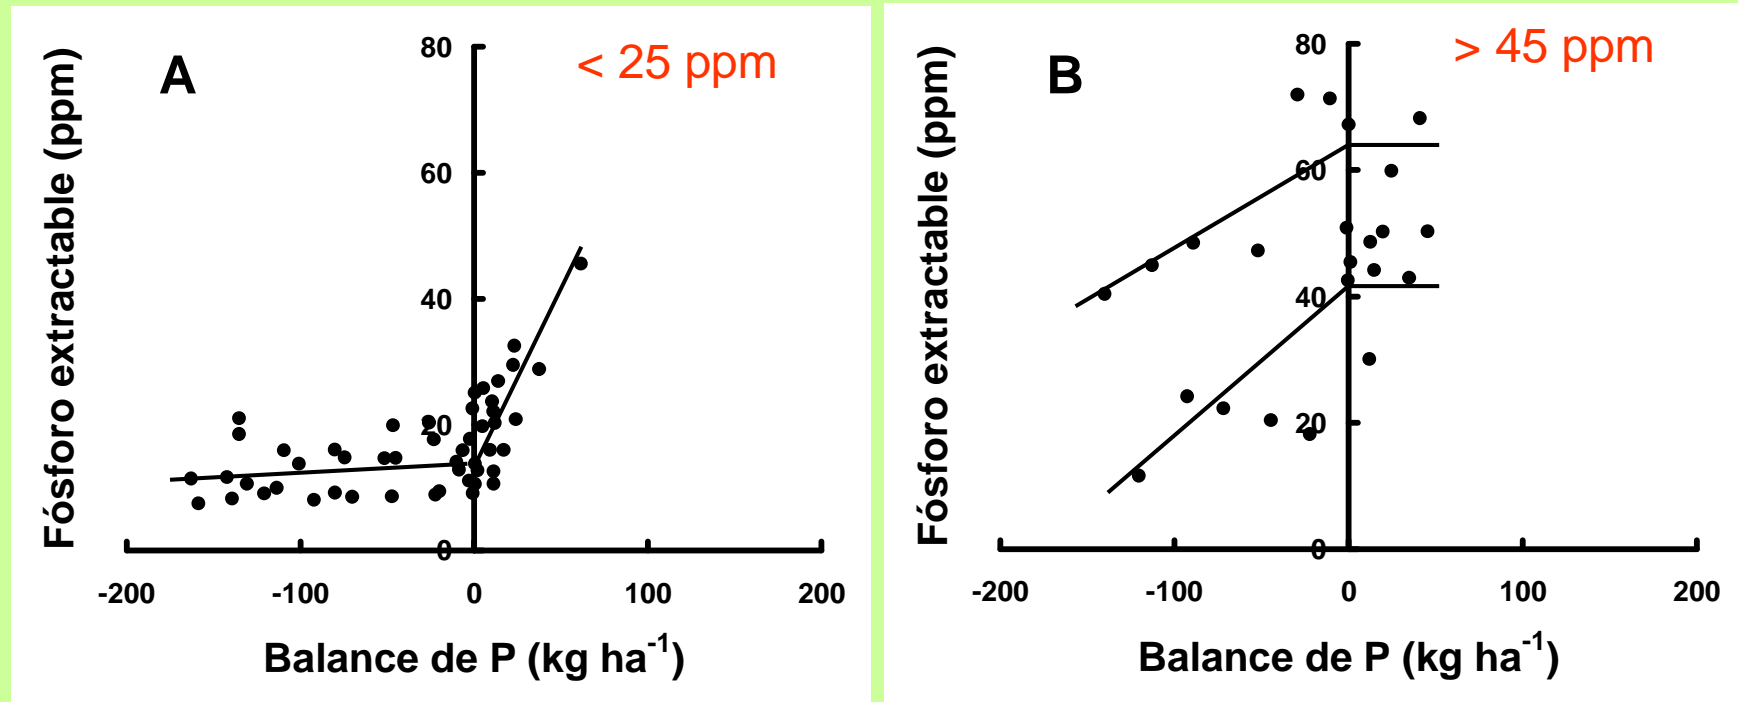 A
< 25 ppm
Fósforo extractable (ppm)
80
60
40
20
0
-200 -100 0 100 200
Balance de P (kg ha⁻¹)
B
> 45 ppm
Fósforo extractable (ppm)
80
60
40
20
0
-200 -100 0 100 200
Balance de P (kg ha⁻¹)